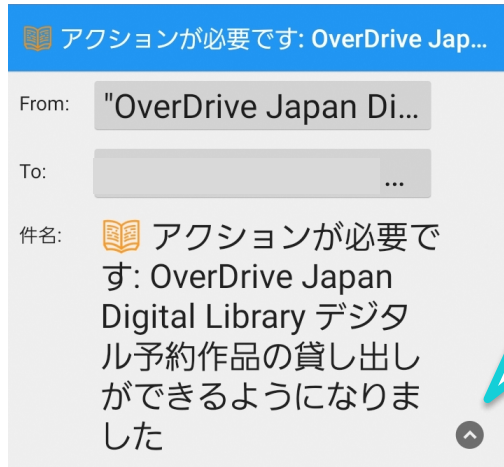 アクションが必要です: OverDrive Jap...
From: "OverDrive Japan Di...
To: ...
件名: アクションが必要で
す: OverDrive Japan
Digital Library デジタ
ル予約作品の貸し出し
ができるようになりま
した